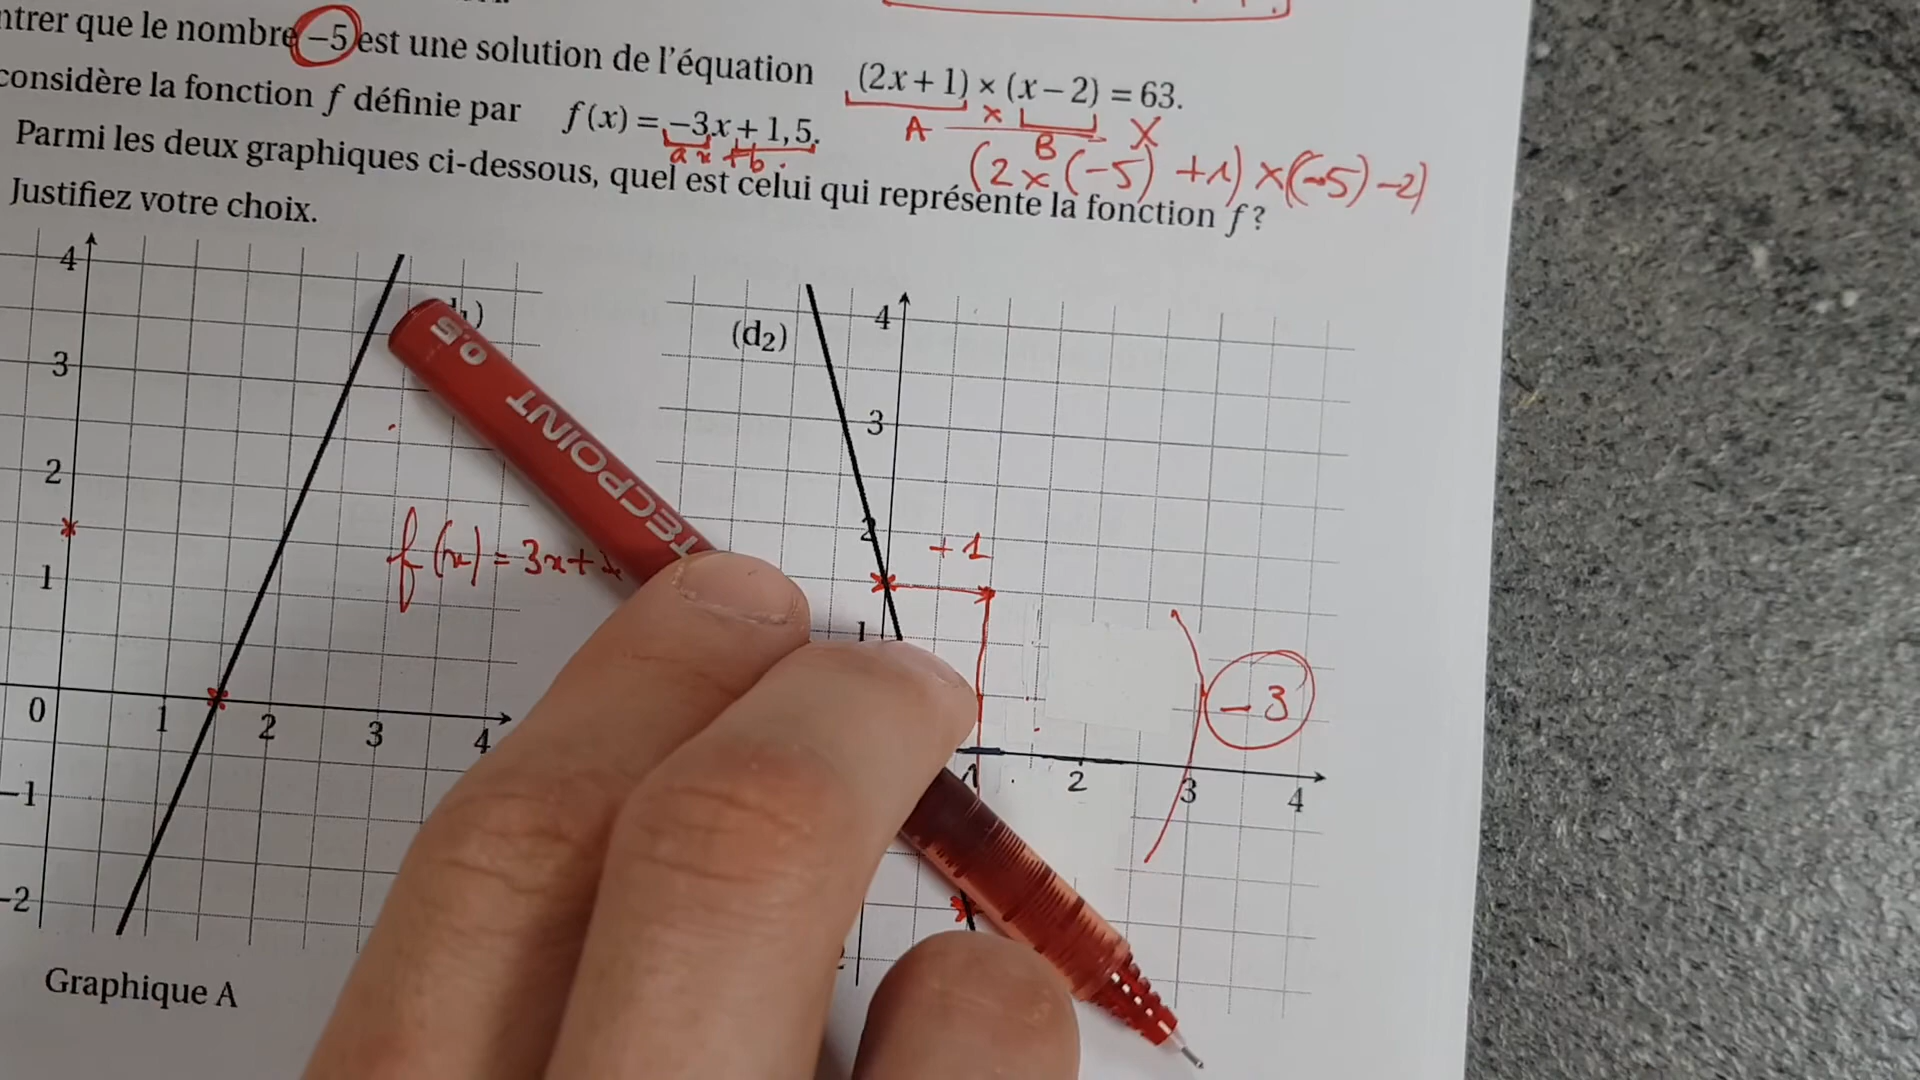 que le nombre −5 est une solution de l'équation (2x + 1) × (x − 2) = 63.
A × B X
considère la fonction f définie par f(x) = −3x + 1,5.
ax + b
(2 × (−5) + 1) × (−5) − 2)
Parmi les deux graphiques ci-dessous, quel est celui qui représente la fonction f ?
Justifiez votre choix.
4
3
2
1
0
1 2 3 4
−1
−2
f(x) = 3x +
Graphique A
0.5 TECPOINT
(d₂)
4
3
2
1
+1
−3
1 2 3 4